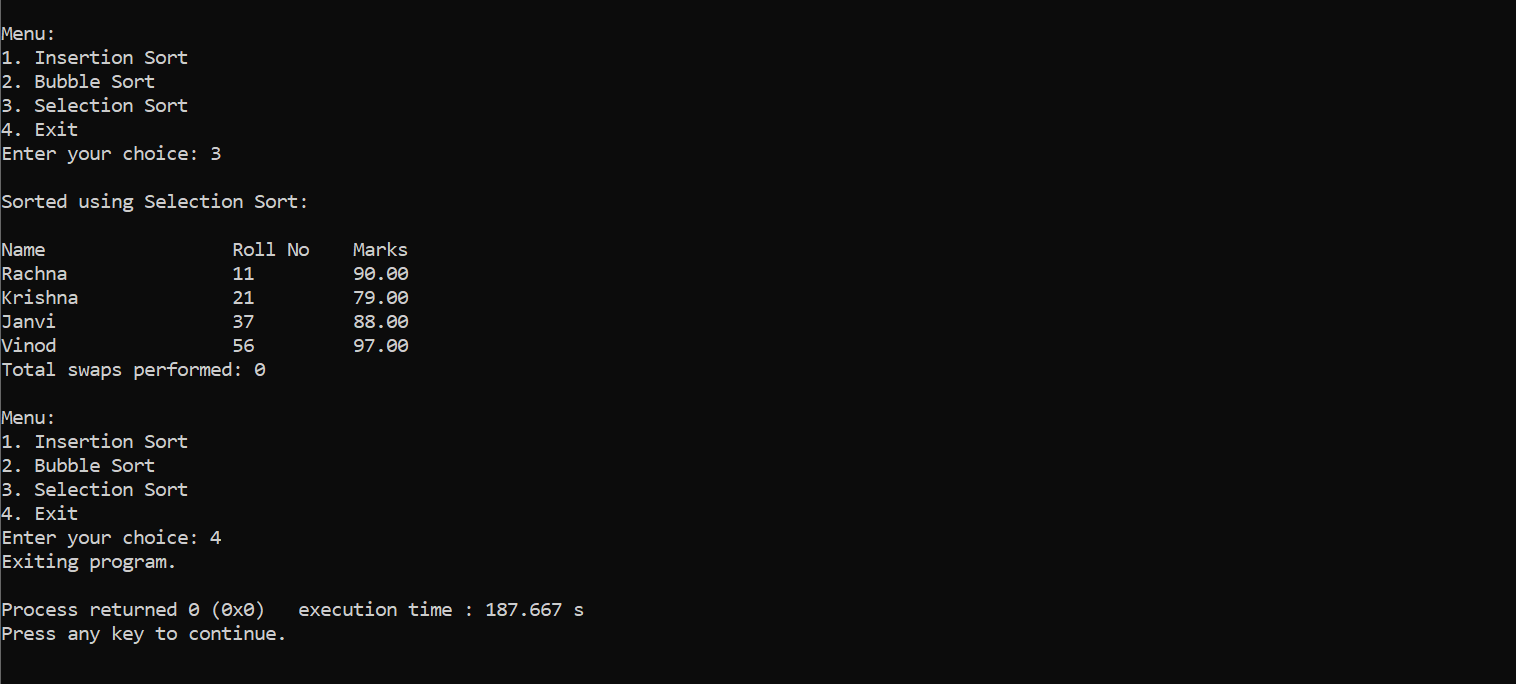 Menu:
1. Insertion Sort
2. Bubble Sort
3. Selection Sort
4. Exit
Enter your choice: 3
Sorted using Selection Sort:
Name Roll No Marks
Rachna 11 90.00
Krishna 21 79.00
Janvi 37 88.00
Vinod 56 97.00
Total swaps performed: 0
Menu:
1. Insertion Sort
2. Bubble Sort
3. Selection Sort
4. Exit
Enter your choice: 4
Exiting program.
Process returned 0 (0x0)   execution time : 187.667 s
Press any key to continue.